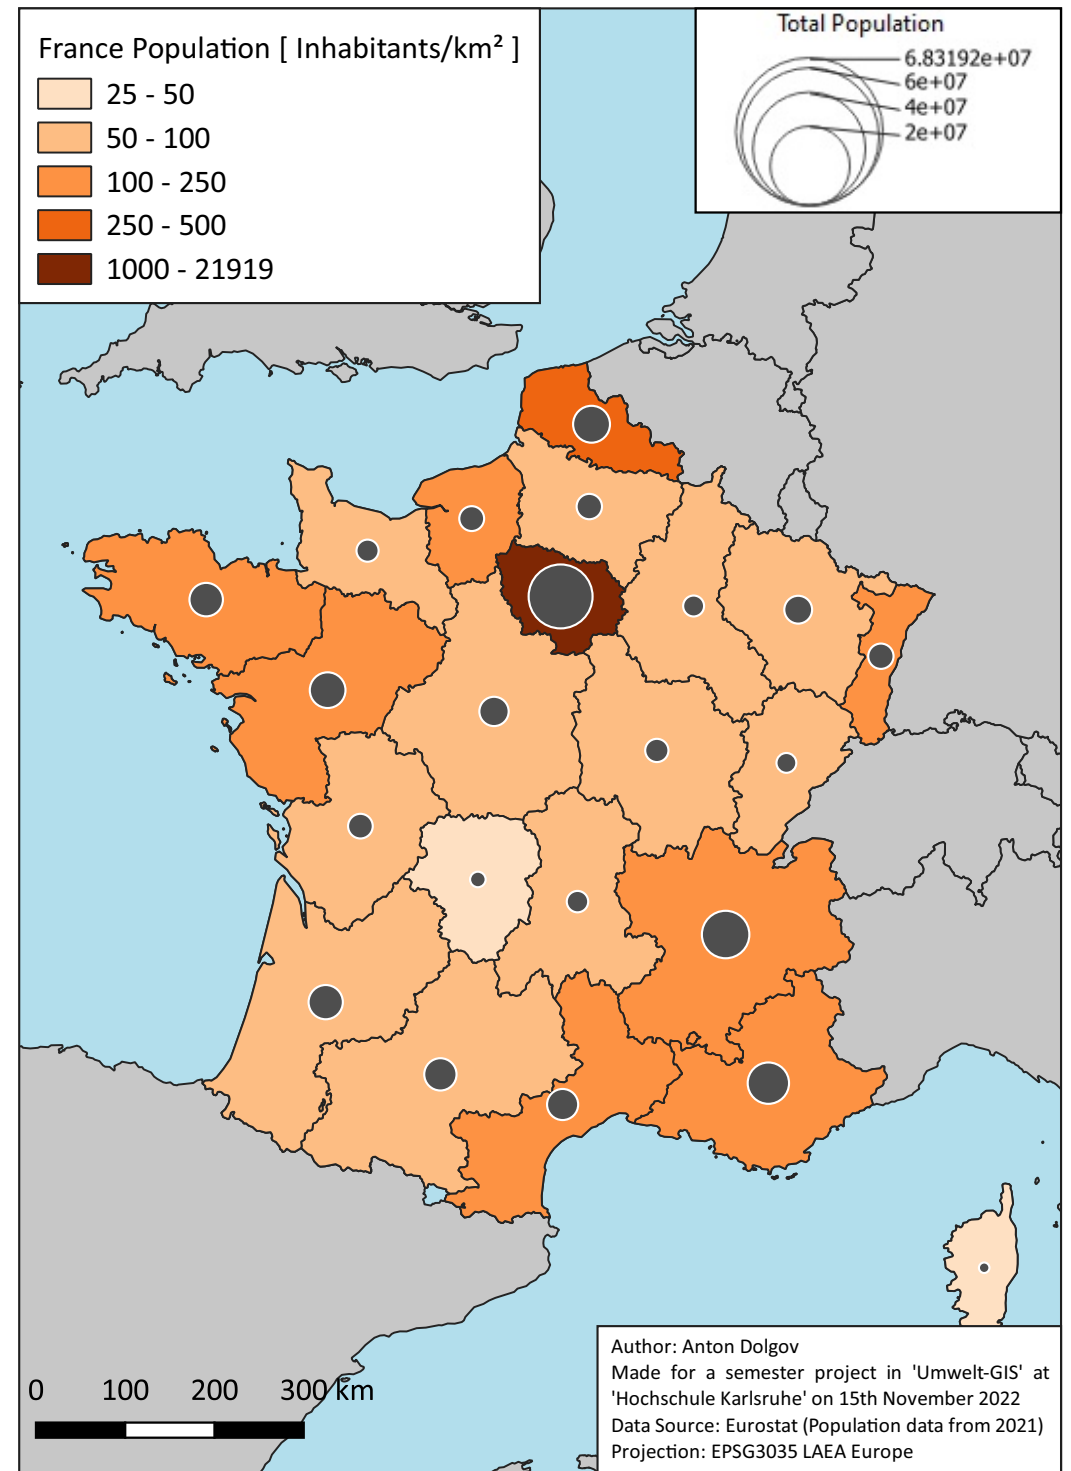 France Population [ Inhabitants/km² ]
25 - 50
50 - 100
100 - 250
250 - 500
1000 - 21919
Total Population
6.83192e+07
6e+07
4e+07
2e+07
0 100 200 300 km
Author: Anton Dolgov
Made for a semester project in 'Umwelt-GIS' at
'Hochschule Karlsruhe' on 15th November 2022
Data Source: Eurostat (Population data from 2021)
Projection: EPSG3035 LAEA Europe